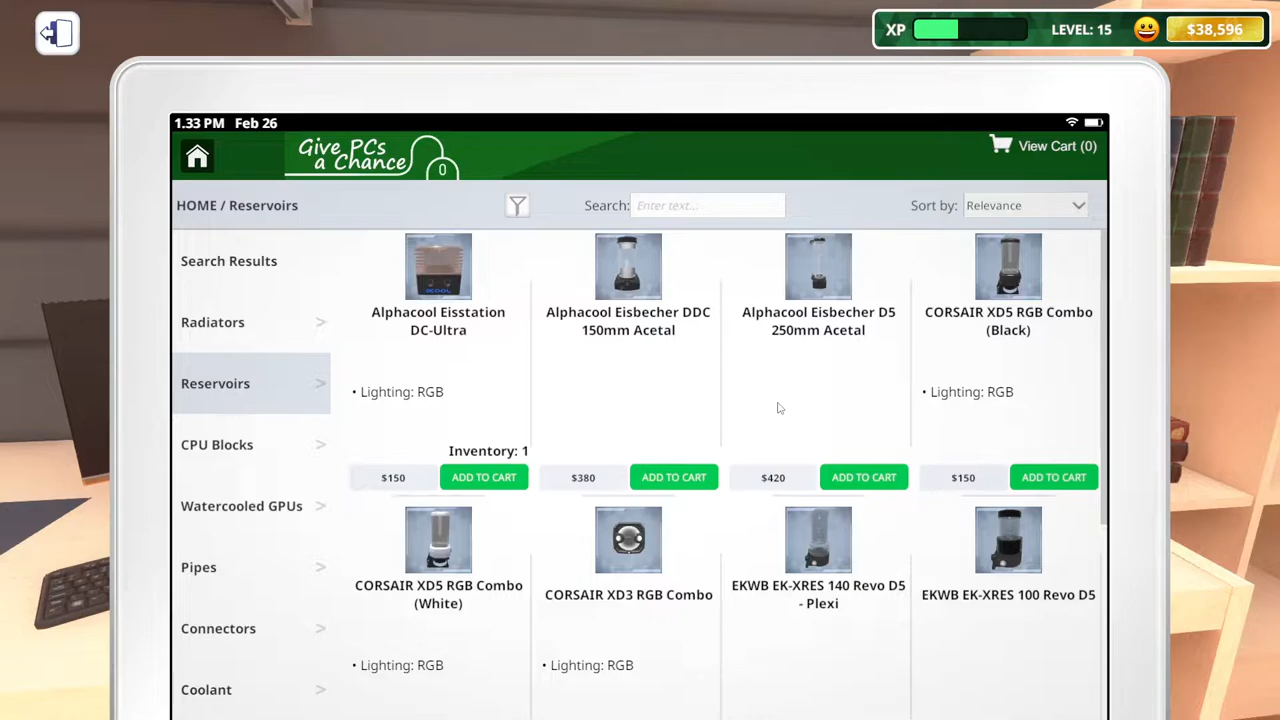 XP
LEVEL: 15
$38,596
1.33 PM Feb 26
Give PCs
a Chance
0
View Cart (0)
HOME / Reservoirs
Search:
Enter text...
Sort by:
Relevance
Search Results
Radiators >
Reservoirs >
CPU Blocks >
Watercooled GPUs >
Pipes >
Connectors >
Coolant >
Alphacool Eisstation
DC-Ultra
• Lighting: RGB
Inventory: 1
$150
ADD TO CART
Alphacool Eisbecher DDC
150mm Acetal
$380
ADD TO CART
Alphacool Eisbecher D5
250mm Acetal
$420
ADD TO CART
CORSAIR XD5 RGB Combo
(Black)
• Lighting: RGB
$150
ADD TO CART
CORSAIR XD5 RGB Combo
(White)
• Lighting: RGB
CORSAIR XD3 RGB Combo
• Lighting: RGB
EKWB EK-XRES 140 Revo D5
- Plexi
EKWB EK-XRES 100 Revo D5